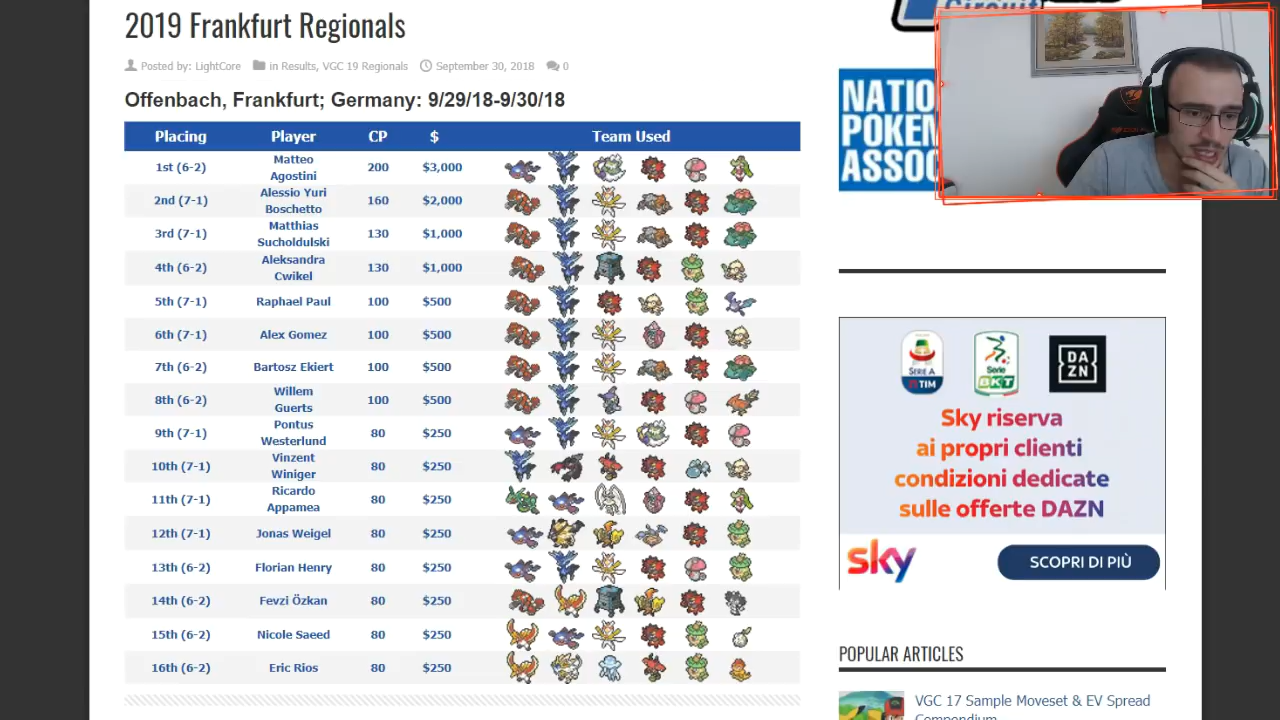 2019 Frankfurt Regionals
Posted by: LightCore in Results, VGC 19 Regionals September 30, 2018 0
Offenbach, Frankfurt; Germany: 9/29/18-9/30/18
Placing Player CP $ Team Used
1st (6-2) Matteo Agostini 200 $3,000
2nd (7-1) Alessio Yuri Boschetto 160 $2,000
3rd (7-1) Matthias Sucholdulski 130 $1,000
4th (6-2) Aleksandra Cwikel 130 $1,000
5th (7-1) Raphael Paul 100 $500
6th (7-1) Alex Gomez 100 $500
7th (6-2) Bartosz Ekiert 100 $500
8th (6-2) Willem Guerts 100 $500
9th (7-1) Pontus Westerlund 80 $250
10th (7-1) Vinzent Winiger 80 $250
11th (7-1) Ricardo Appamea 80 $250
12th (7-1) Jonas Weigel 80 $250
13th (6-2) Florian Henry 80 $250
14th (6-2) Fevzi Özkan 80 $250
15th (6-2) Nicole Saeed 80 $250
16th (6-2) Eric Rios 80 $250
Circuit
NATIO
POKÉM
ASSOC
SERIE A
TIM
Serie
BKT
DAZN
Sky riserva
ai propri clienti
condizioni dedicate
sulle offerte DAZN
sky
SCOPRI DI PIÙ
POPULAR ARTICLES
VGC 17 Sample Moveset & EV Spread
Compendium